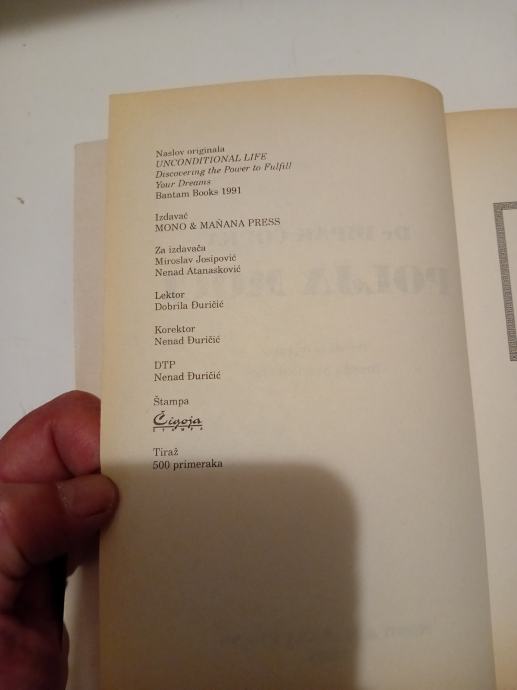 Naslov originala
UNCONDITIONAL LIFE
Discovering the Power to Fulfill
Your Dreams
Bantam Books 1991
Izdavač
MONO & MAÑANA PRESS
Za izdavača
Miroslav Josipović
Nenad Atanasković
Lektor
Dobrila Đuričić
Korektor
Nenad Đuričić
DTP
Nenad Đuričić
Štampa
Čigoja
ŠTAMPA
Tiraž
500 primeraka